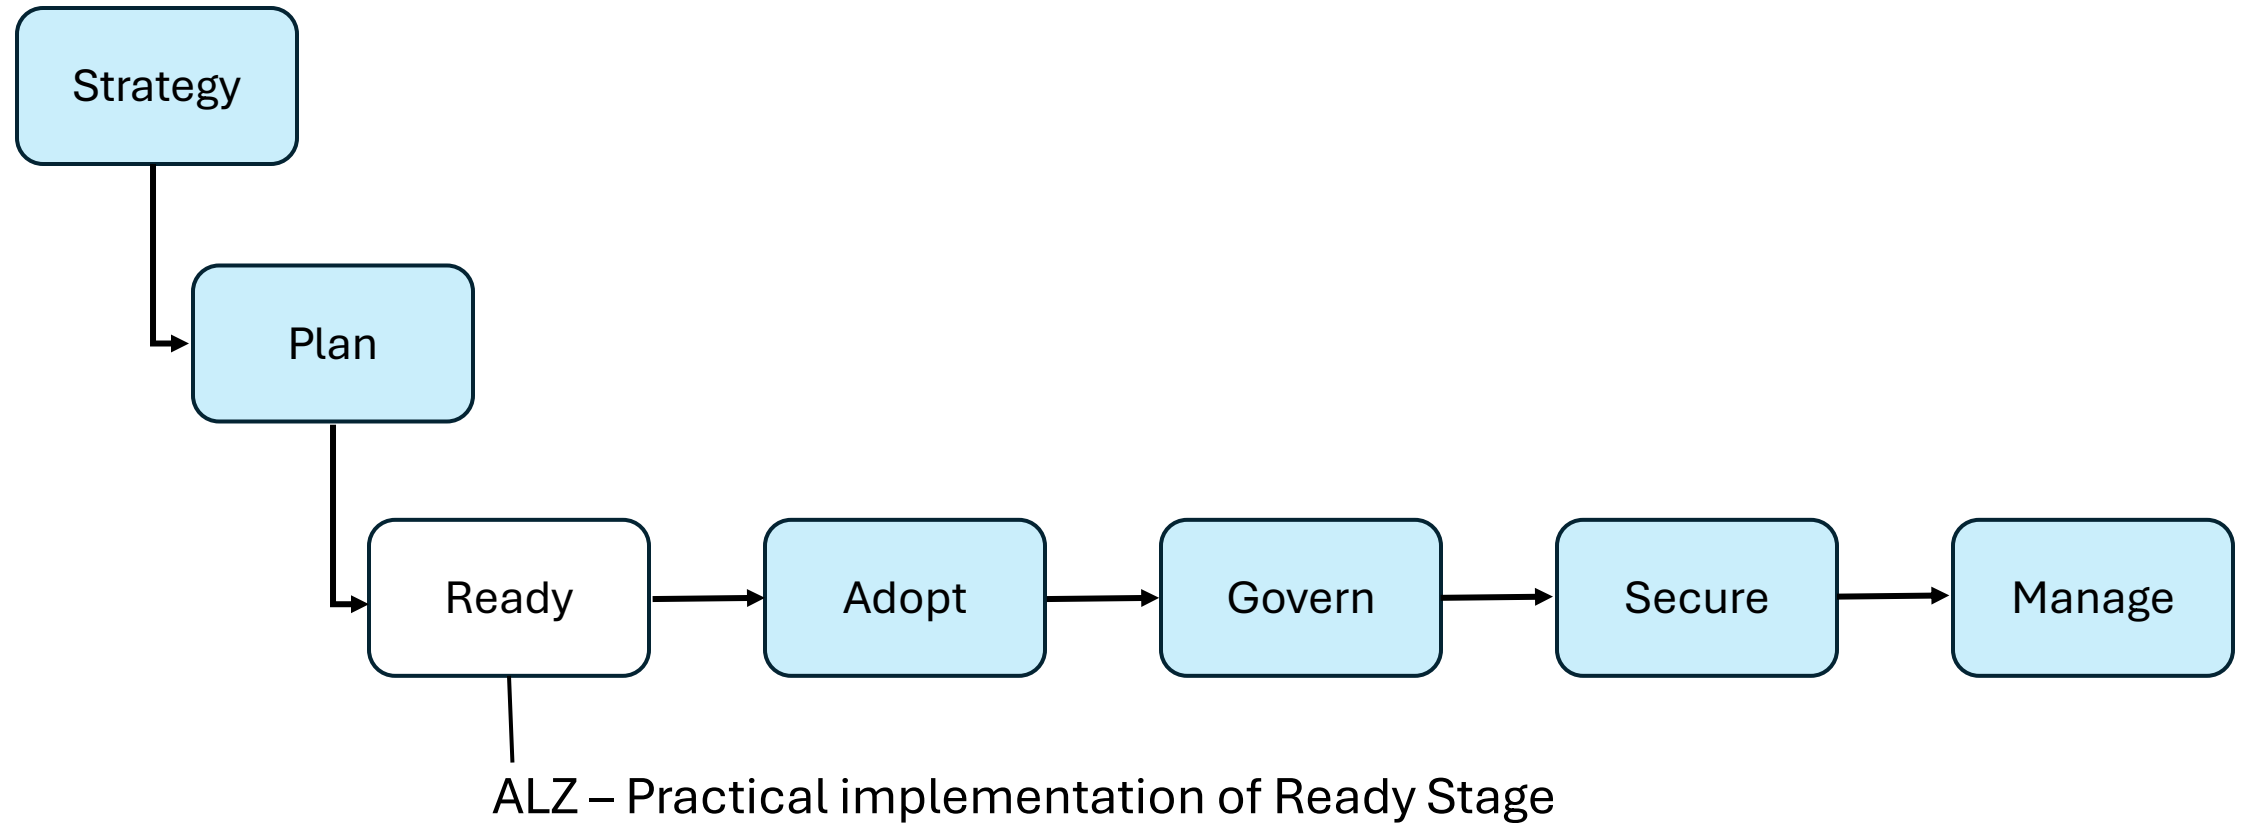 Strategy
Plan
Ready
Adopt
Govern
Secure
Manage
ALZ – Practical implementation of Ready Stage